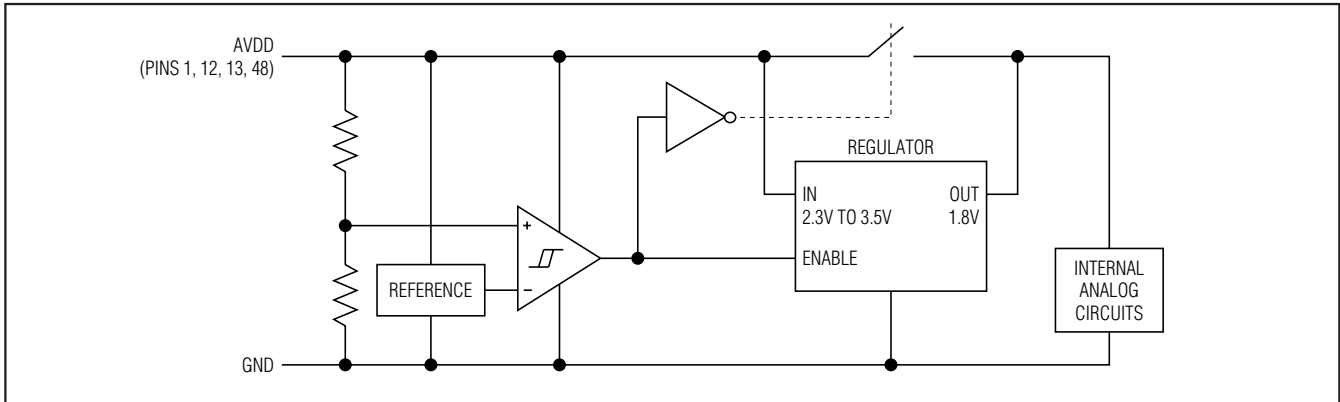 AVDD
(PINS 1, 12, 13, 48)
REGULATOR
IN
2.3V TO 3.5V
OUT
1.8V
+
ENABLE
REFERENCE
−
INTERNAL
ANALOG
CIRCUITS
GND